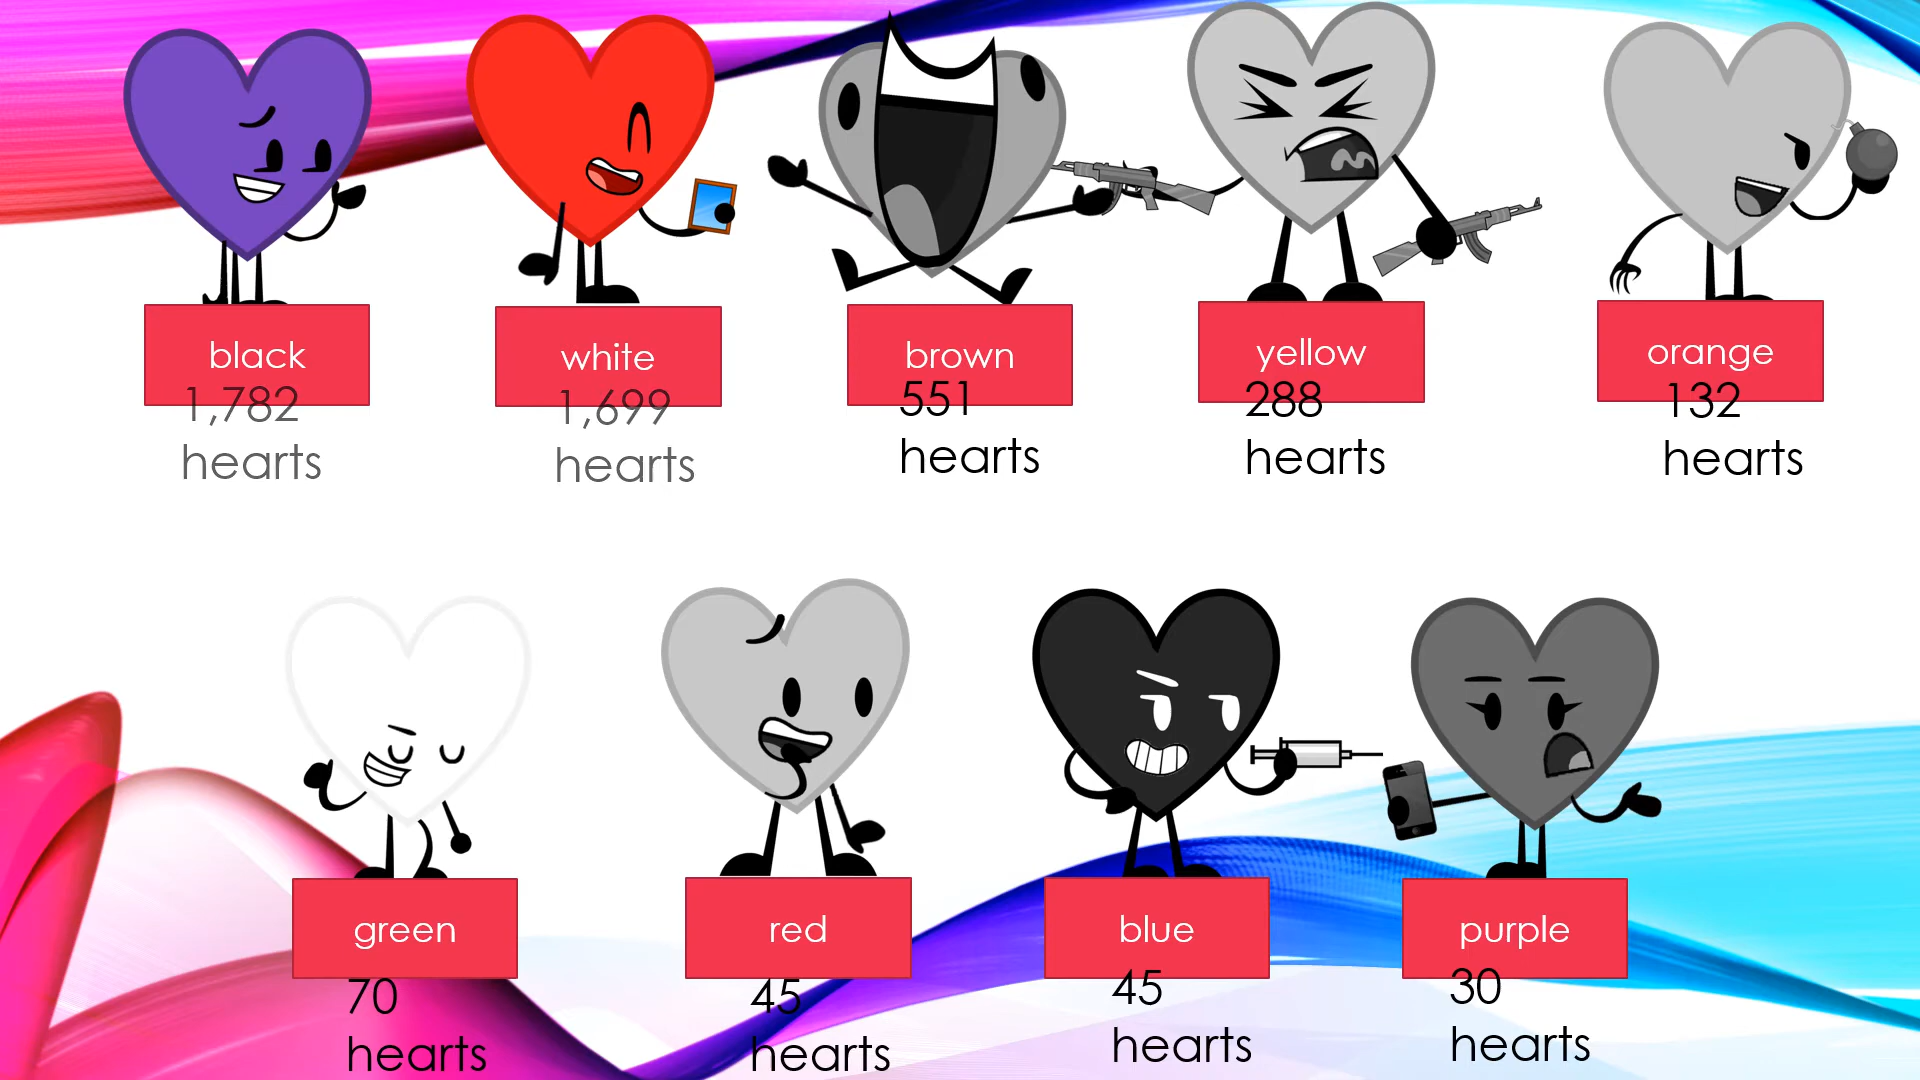 black
1,782
hearts
white
1,699
hearts
brown
551
hearts
yellow
288
hearts
orange
132
hearts
green
70
hearts
red
45
hearts
blue
45
hearts
purple
30
hearts